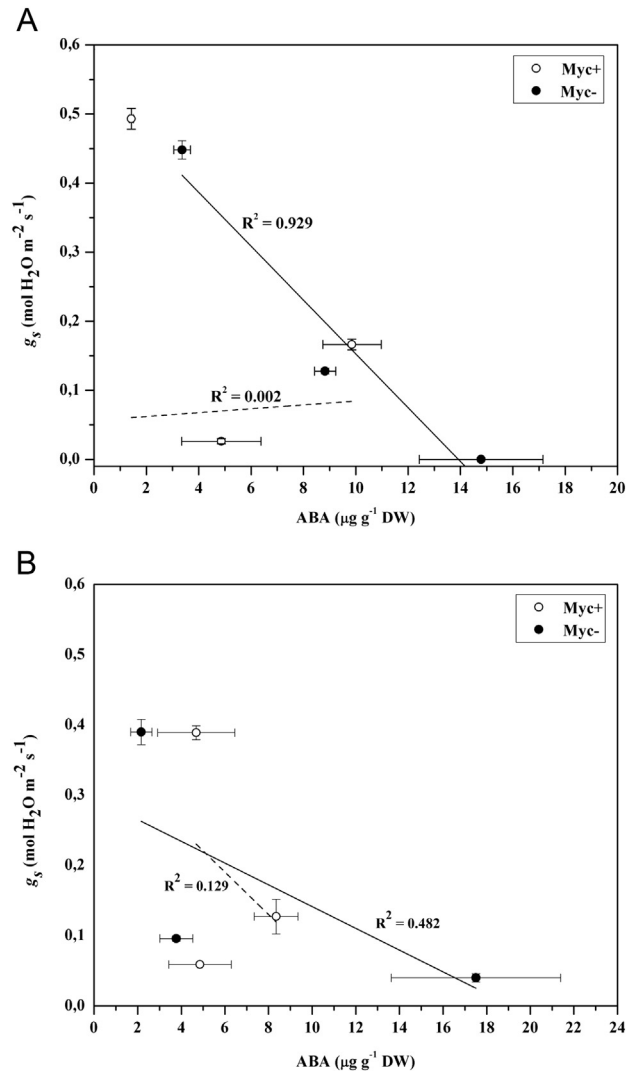 A
0,6
0,5
0,4
0,3
0,2
0,1
0,0
g_s (mol H₂O m⁻² s⁻¹)
Myc+
Myc-
R² = 0.929
R² = 0.002
0 2 4 6 8 10 12 14 16 18 20
ABA (µg g⁻¹ DW)
B
0,6
0,5
0,4
0,3
0,2
0,1
0,0
g_s (mol H₂O m⁻² s⁻¹)
Myc+
Myc-
R² = 0.129
R² = 0.482
0 2 4 6 8 10 12 14 16 18 20 22 24
ABA (µg g⁻¹ DW)